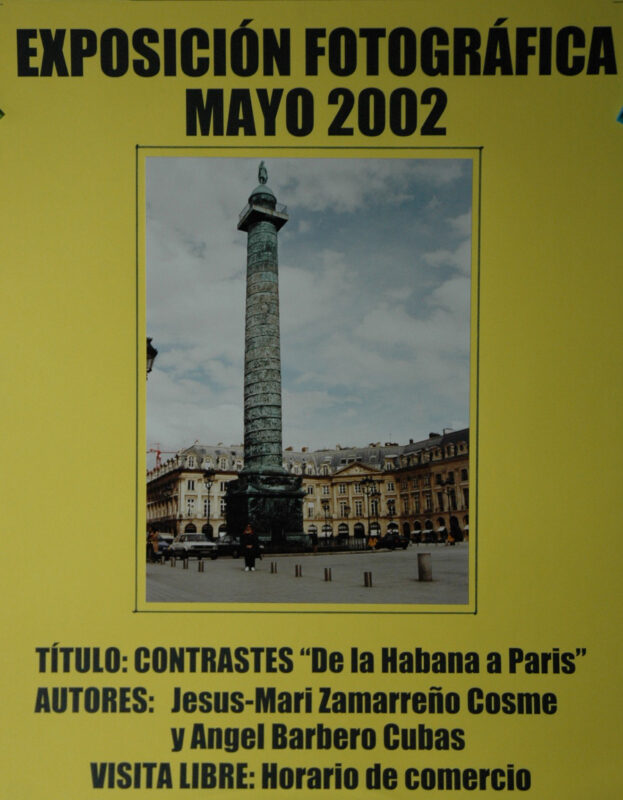 EXPOSICIÓN FOTOGRÁFICA
MAYO 2002
TÍTULO: CONTRASTES “De la Habana a Paris”
AUTORES: Jesus-Mari Zamarreño Cosme
y Angel Barbero Cubas
VISITA LIBRE: Horario de comercio